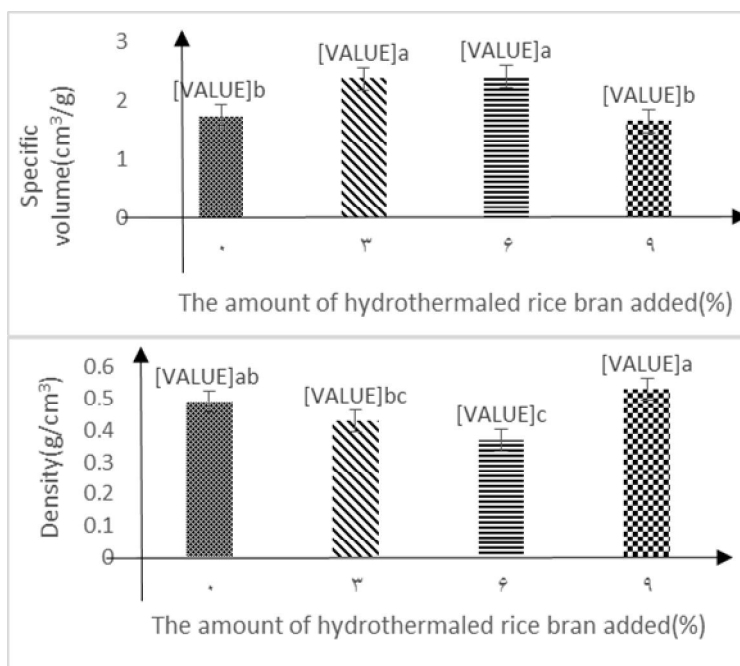 3
2
1
0
Specific
volume(cm³/g)
[VALUE]b
[VALUE]a
[VALUE]a
[VALUE]b
۰ ۳ ۶ ۹
The amount of hydrothermaled rice bran added(%)
0.6
0.5
0.4
0.3
0.2
0.1
0
Density(g/cm³)
[VALUE]ab
[VALUE]bc
[VALUE]c
[VALUE]a
۰ ۳ ۶ ۹
The amount of hydrothermaled rice bran added(%)